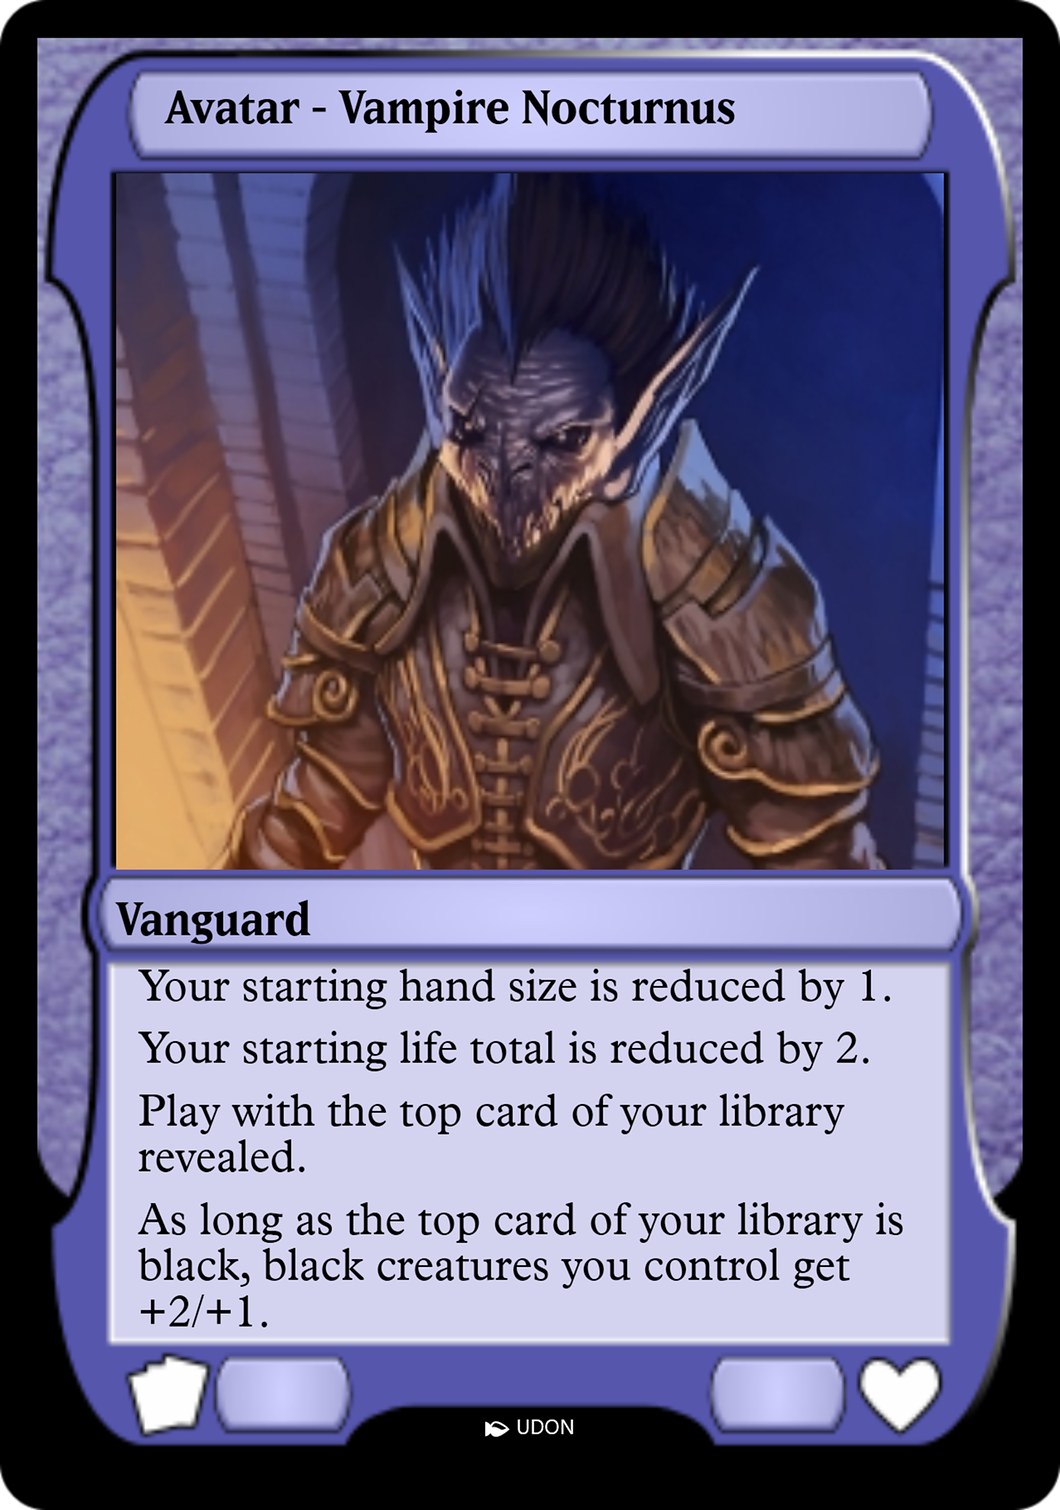 Avatar - Vampire Nocturnus
Vanguard
Your starting hand size is reduced by 1.
Your starting life total is reduced by 2.
Play with the top card of your library
revealed.
As long as the top card of your library is
black, black creatures you control get
+2/+1.
UDON